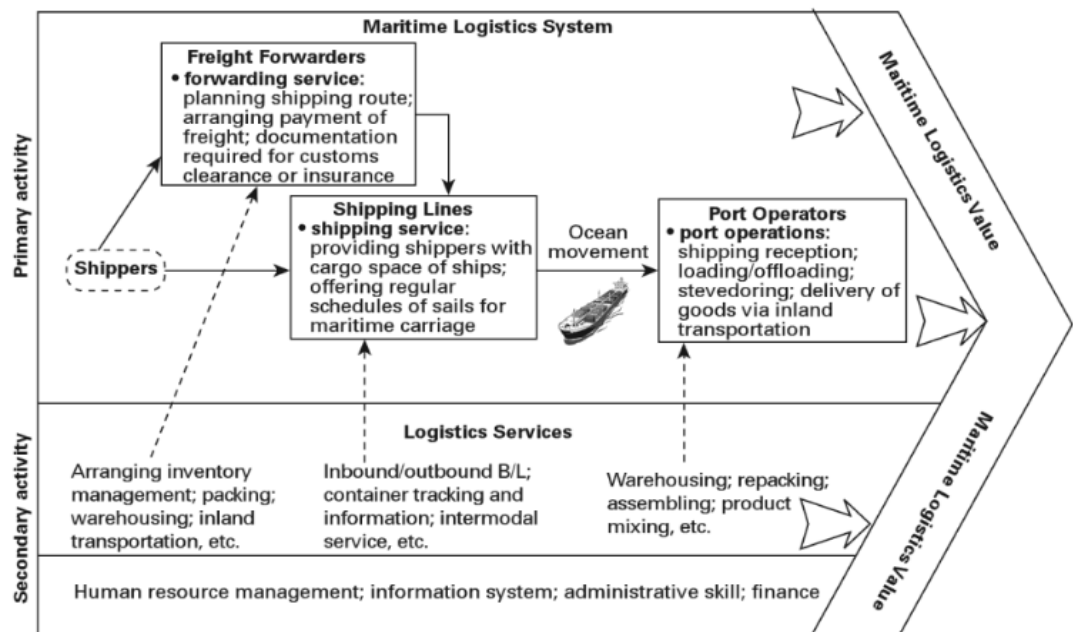 Maritime Logistics System
Primary activity
Freight Forwarders
• forwarding service:
planning shipping route;
arranging payment of
freight; documentation
required for customs
clearance or insurance
Shippers
Shipping Lines
• shipping service:
providing shippers with
cargo space of ships;
offering regular
schedules of sails for
maritime carriage
Ocean
movement
Port Operators
• port operations:
shipping reception;
loading/offloading;
stevedoring; delivery of
goods via inland
transportation
Maritime Logistics Value
Secondary activity
Logistics Services
Arranging inventory
management; packing;
warehousing; inland
transportation, etc.
Inbound/outbound B/L;
container tracking and
information; intermodal
service, etc.
Warehousing; repacking;
assembling; product
mixing, etc.
Maritime Logistics Value
Human resource management; information system; administrative skill; finance